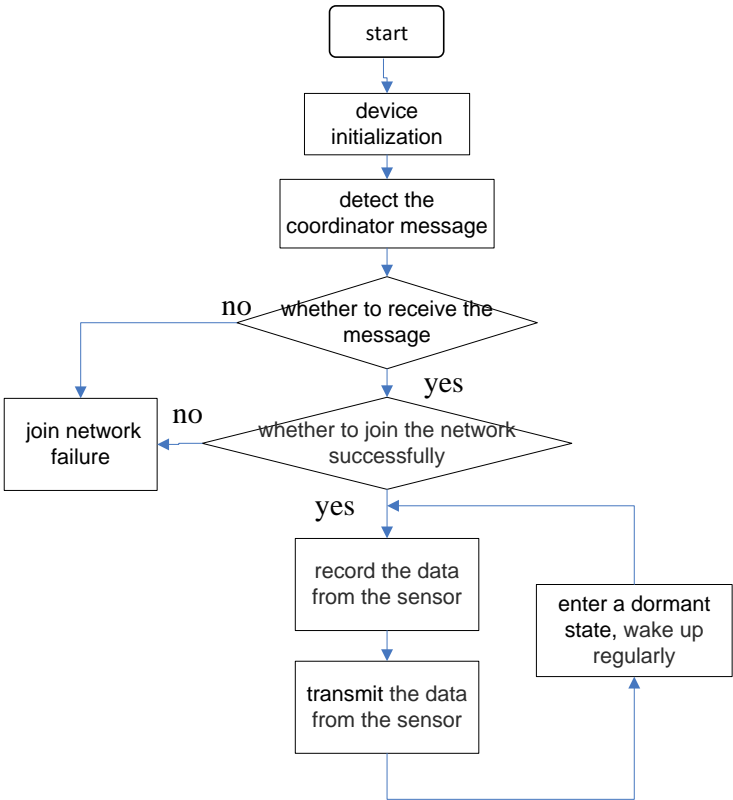 start
device
initialization
detect the
coordinator message
no
whether to receive the
message
yes
join network
failure
no
whether to join the network
successfully
yes
record the data
from the sensor
enter a dormant
state, wake up
regularly
transmit the data
from the sensor